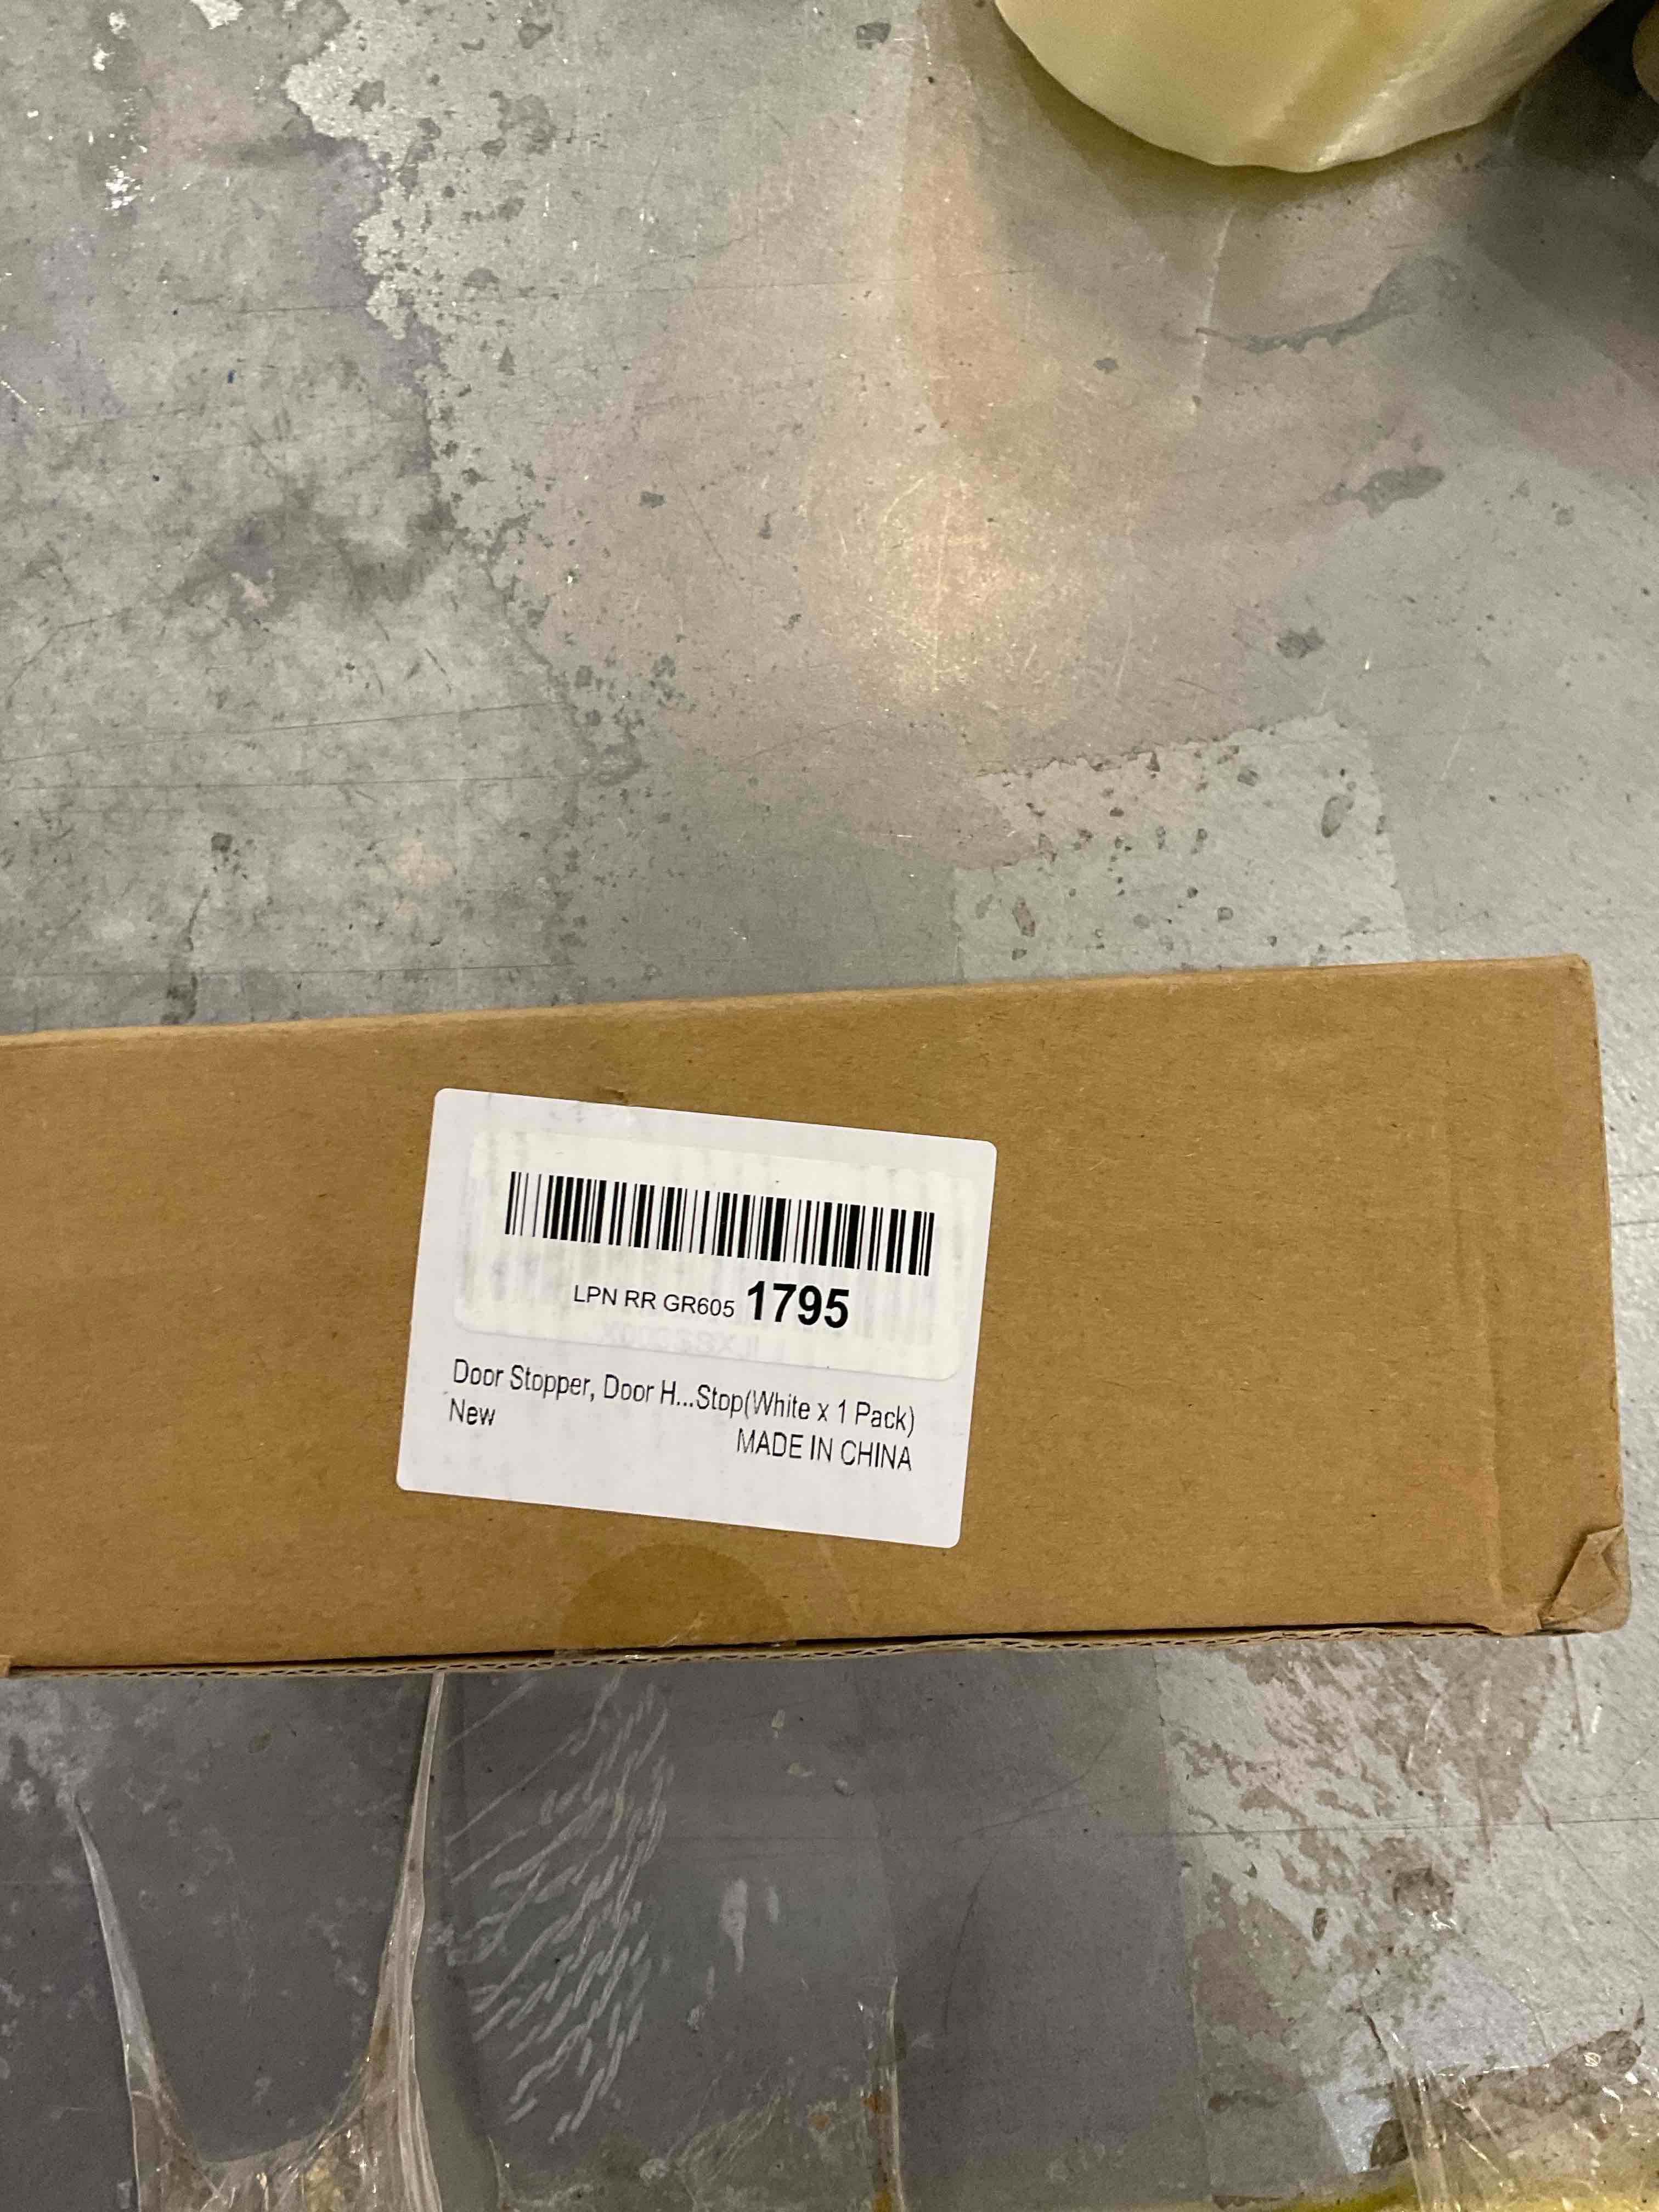 LPN RR GR605 1795
Door Stopper, Door H...Stop(White x 1 Pack)
New
MADE IN CHINA